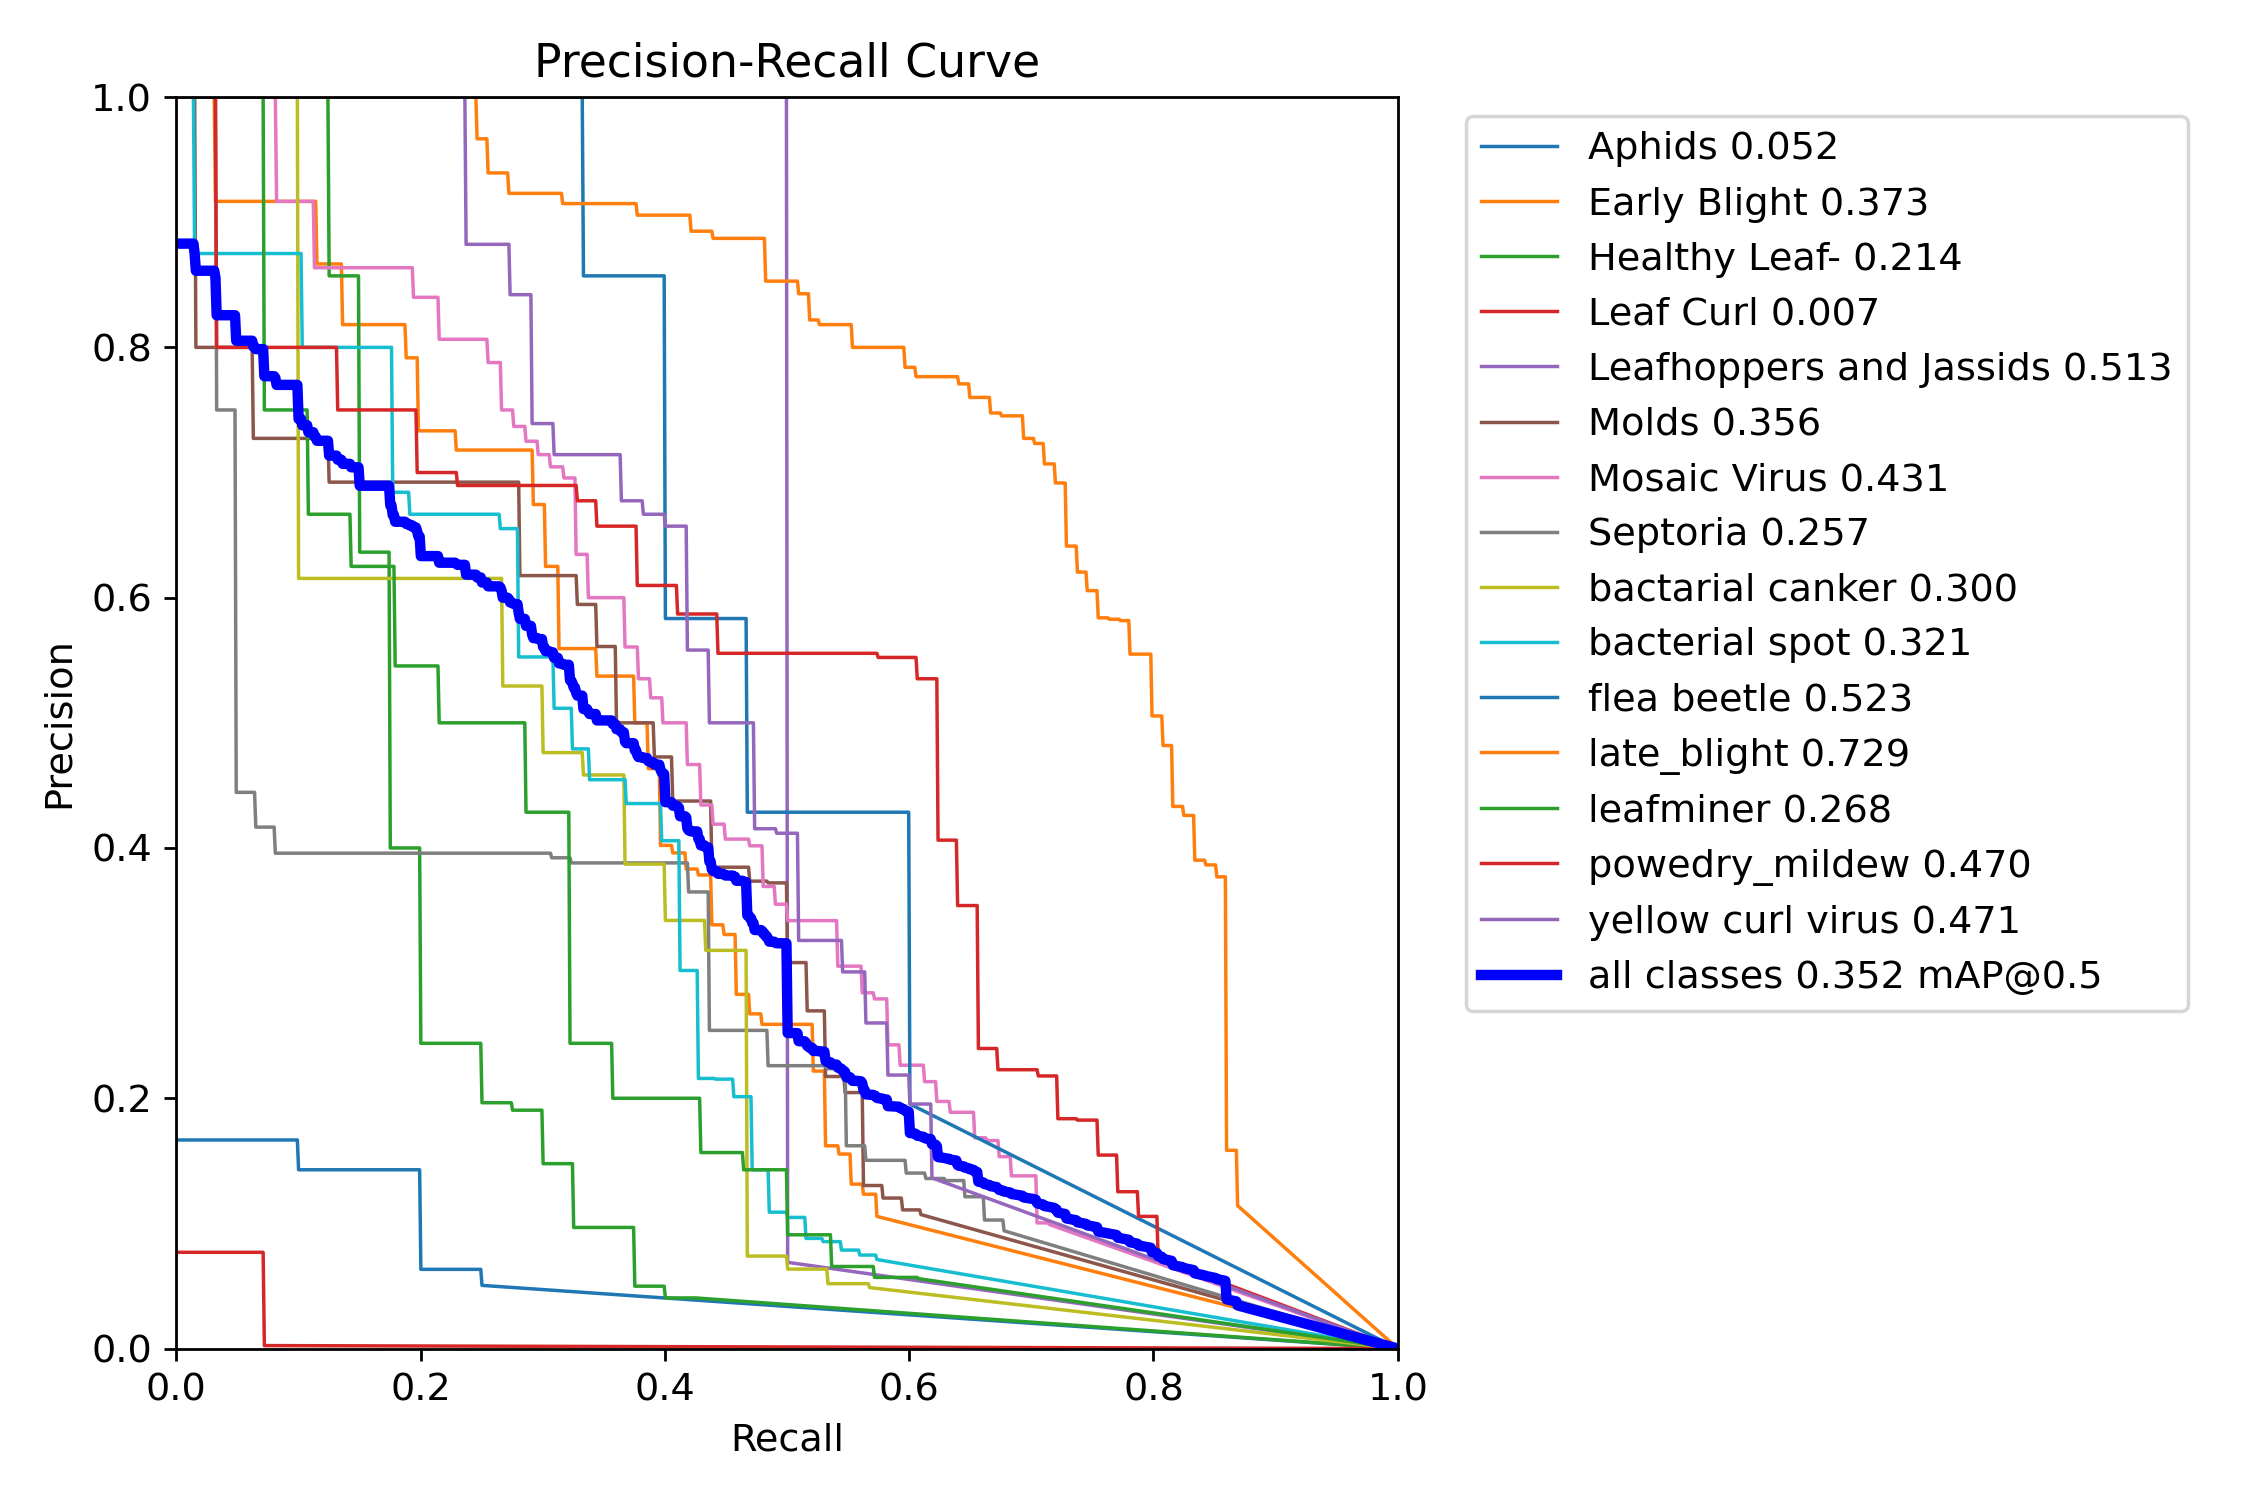 Precision-Recall Curve
1.0
0.8
0.6
0.4
0.2
0.0
Precision
0.0 0.2 0.4 0.6 0.8 1.0
Recall
Aphids 0.052
Early Blight 0.373
Healthy Leaf- 0.214
Leaf Curl 0.007
Leafhoppers and Jassids 0.513
Molds 0.356
Mosaic Virus 0.431
Septoria 0.257
bactarial canker 0.300
bacterial spot 0.321
flea beetle 0.523
late_blight 0.729
leafminer 0.268
powedry_mildew 0.470
yellow curl virus 0.471
all classes 0.352 mAP@0.5